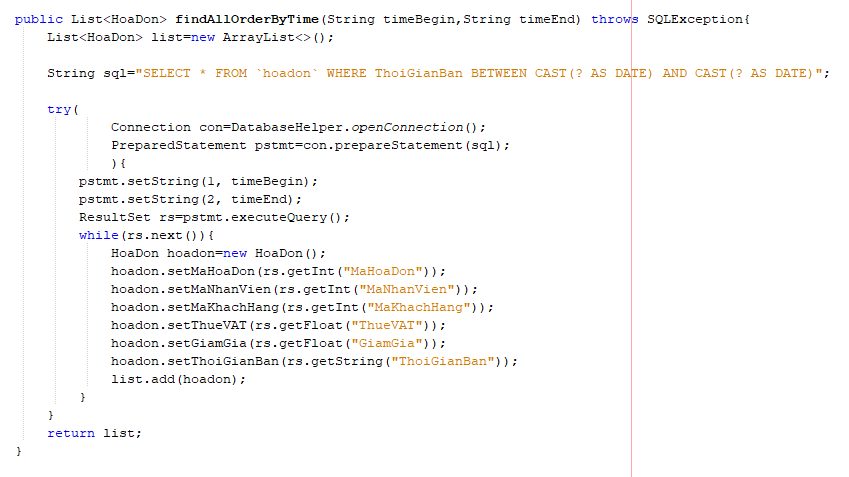 public List<HoaDon> findAllOrderByTime(String timeBegin,String timeEnd) throws SQLException{
List<HoaDon> list=new ArrayList<>();
String sql="SELECT * FROM `hoadon` WHERE ThoiGianBan BETWEEN CAST(? AS DATE) AND CAST(? AS DATE)";
try(
Connection con=DatabaseHelper.openConnection();
PreparedStatement pstmt=con.prepareStatement(sql);
){
pstmt.setString(1, timeBegin);
pstmt.setString(2, timeEnd);
ResultSet rs=pstmt.executeQuery();
while(rs.next()){
HoaDon hoadon=new HoaDon();
hoadon.setMaHoaDon(rs.getInt("MaHoaDon"));
hoadon.setMaNhanVien(rs.getInt("MaNhanVien"));
hoadon.setMaKhachHang(rs.getInt("MaKhachHang"));
hoadon.setThueVAT(rs.getFloat("ThueVAT"));
hoadon.setGiamGia(rs.getFloat("GiamGia"));
hoadon.setThoiGianBan(rs.getString("ThoiGianBan"));
list.add(hoadon);
}
}
return list;
}